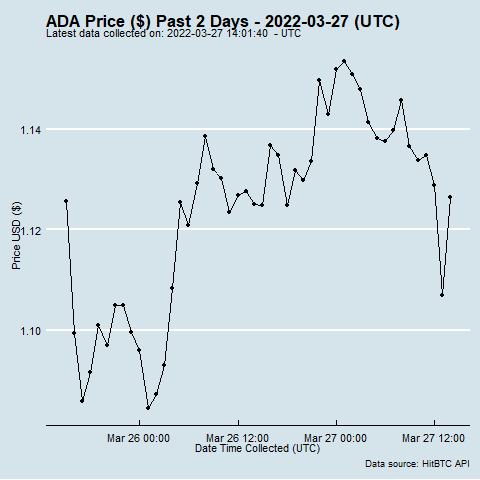 ADA Price ($) Past 2 Days - 2022-03-27 (UTC)
Latest data collected on: 2022-03-27 14:01:40 - UTC
1.14
1.12
1.10
Price USD ($)
Mar 26 00:00 Mar 26 12:00 Mar 27 00:00 Mar 27 12:00
Date Time Collected (UTC)
Data source: HitBTC API